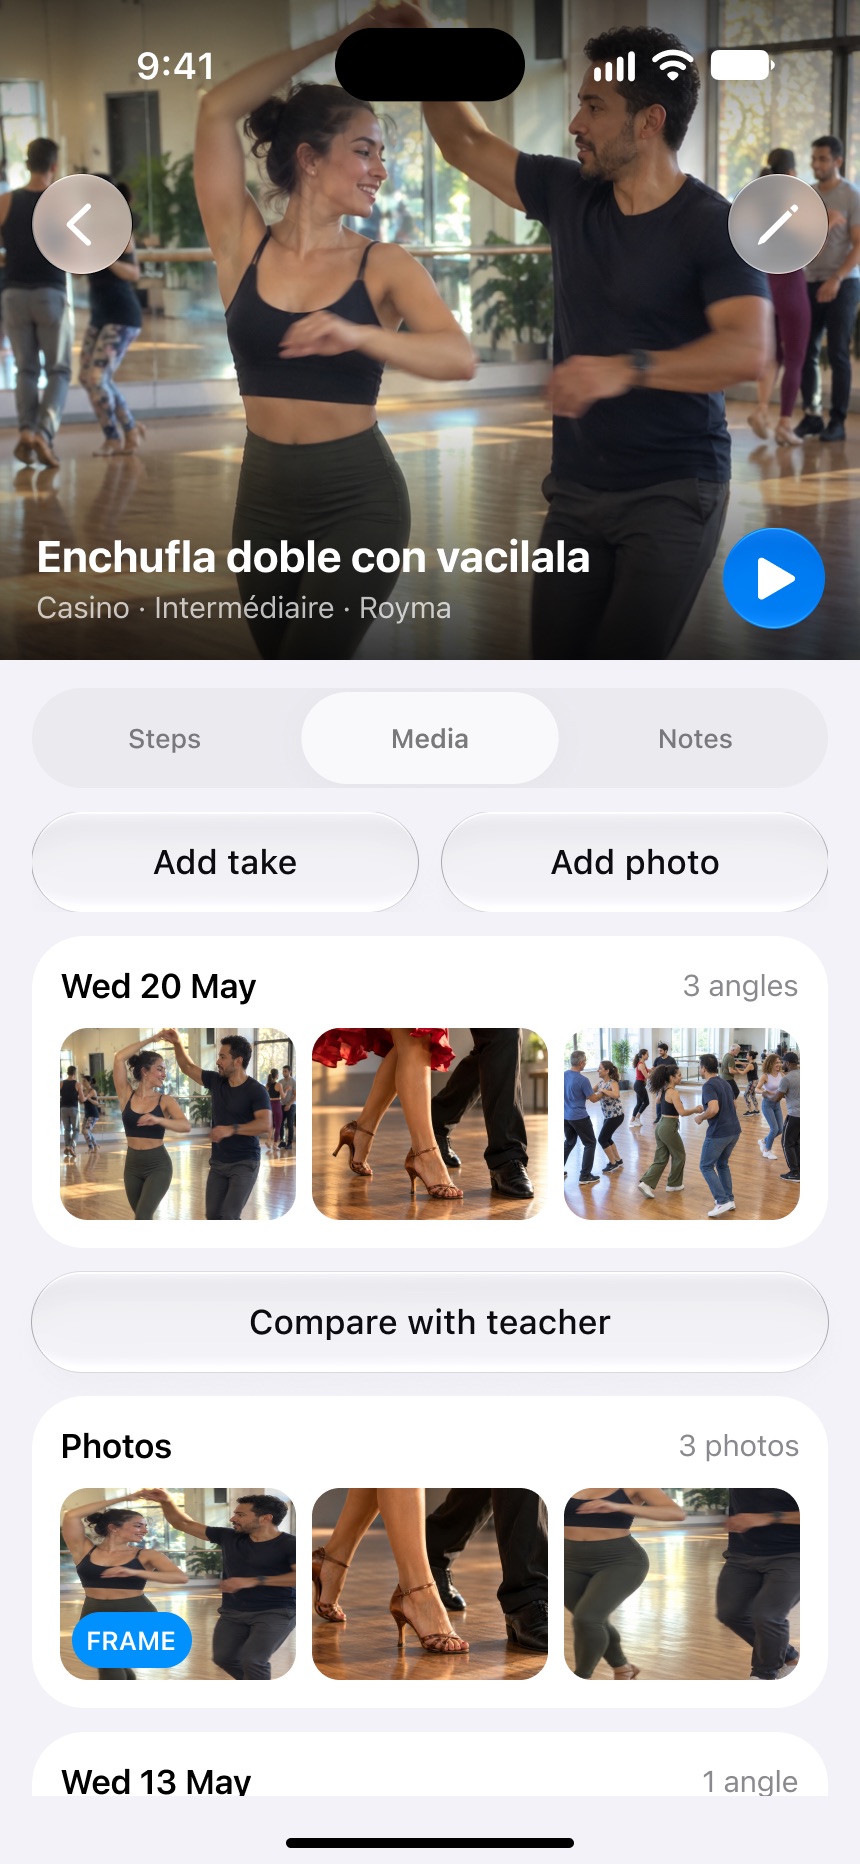 9:41
Enchufla doble con vacilala
Casino · Intermédiaire · Royma
Steps
Media
Notes
Add take
Add photo
Wed 20 May
3 angles
Compare with teacher
Photos
3 photos
FRAME
Wed 13 May
1 angle